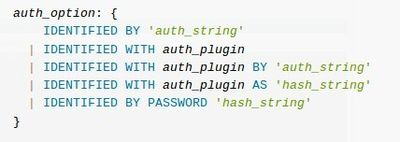 auth_option: {
    IDENTIFIED BY 'auth_string'
  | IDENTIFIED WITH auth_plugin
  | IDENTIFIED WITH auth_plugin BY 'auth_string'
  | IDENTIFIED WITH auth_plugin AS 'hash_string'
  | IDENTIFIED BY PASSWORD 'hash_string'
}